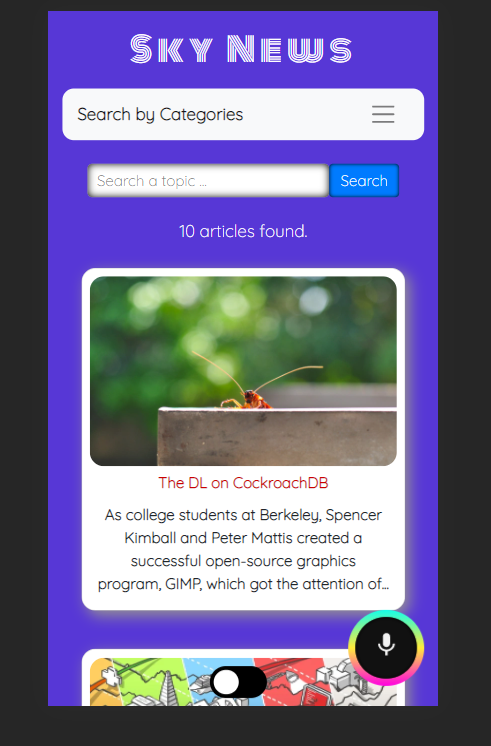 Sky News
Search by Categories
Search a topic ...
Search
10 articles found.
The DL on CockroachDB
As college students at Berkeley, Spencer
Kimball and Peter Mattis created a
successful open-source graphics
program, GIMP, which got the attention of...